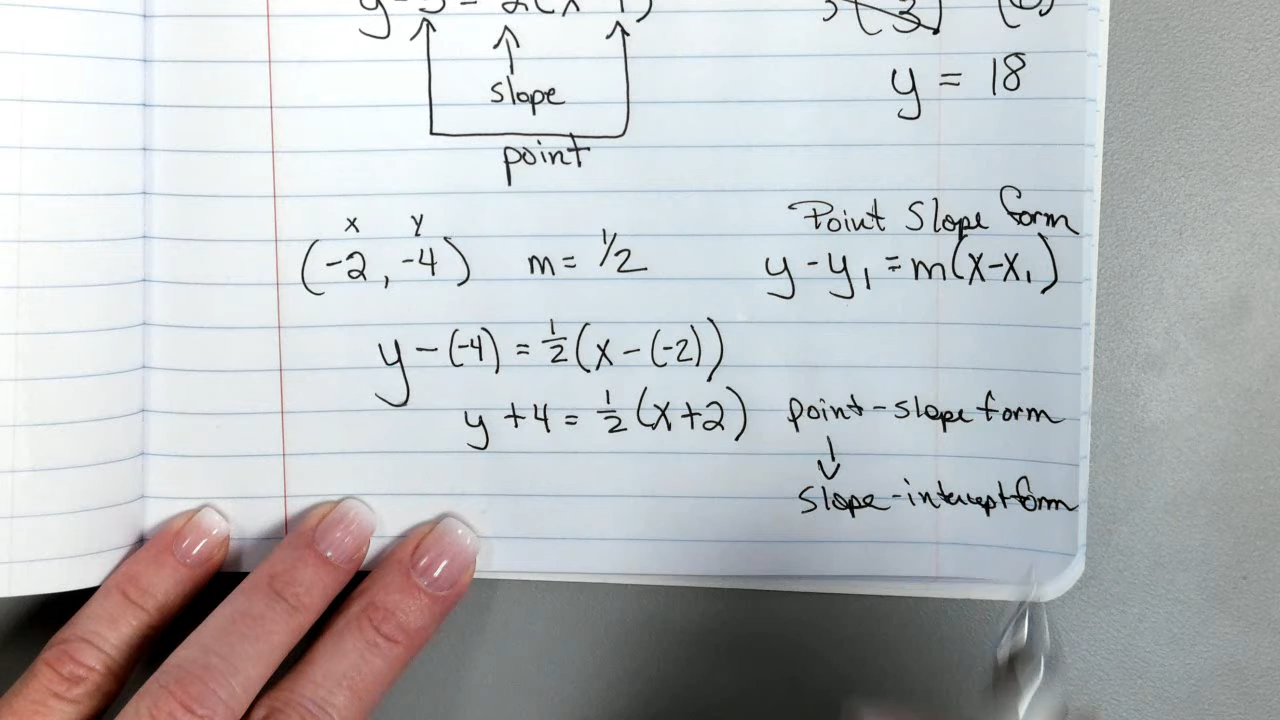 slope
point
y = 18
x y
(-2, -4) m = 1/2
Point Slope form
y - y₁ = m(x - x₁)
y - (-4) = 1/2 (x - (-2))
y + 4 = 1/2 (x + 2) point-slope form
slope-intercept form